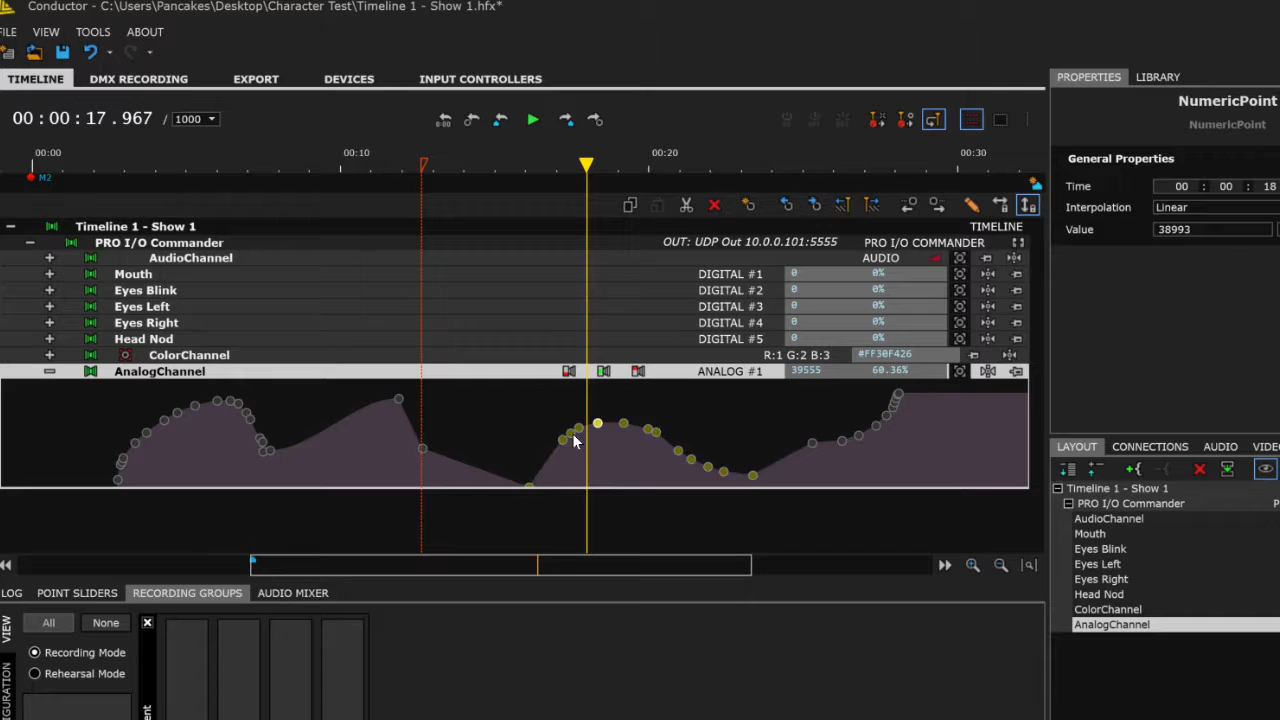 Conductor - C:\Users\Pancakes\Desktop\Character Test\Timeline 1 - Show 1.hfx*
FILE VIEW TOOLS ABOUT
TIMELINE DMX RECORDING EXPORT DEVICES INPUT CONTROLLERS
00 : 00 : 17 . 967 / 1000
00:00 00:10 00:20 00:30
M2
Timeline 1 - Show 1 TIMELINE
PRO I/O Commander OUT: UDP Out 10.0.0.101:5555 PRO I/O COMMANDER
AudioChannel AUDIO
Mouth DIGITAL #1 0 0%
Eyes Blink DIGITAL #2 0 0%
Eyes Left DIGITAL #3 0 0%
Eyes Right DIGITAL #4 0 0%
Head Nod DIGITAL #5 0 0%
ColorChannel R:1 G:2 B:3 #FF30F426
AnalogChannel ANALOG #1 39555 60.36%
LOG POINT SLIDERS RECORDING GROUPS AUDIO MIXER
VIEW
All None
Recording Mode
Rehearsal Mode
PROPERTIES LIBRARY
NumericPoint
NumericPoint
General Properties
Time 00 : 00 : 18
Interpolation Linear
Value 38993
LAYOUT CONNECTIONS AUDIO
Timeline 1 - Show 1
PRO I/O Commander
AudioChannel
Mouth
Eyes Blink
Eyes Left
Eyes Right
Head Nod
ColorChannel
AnalogChannel